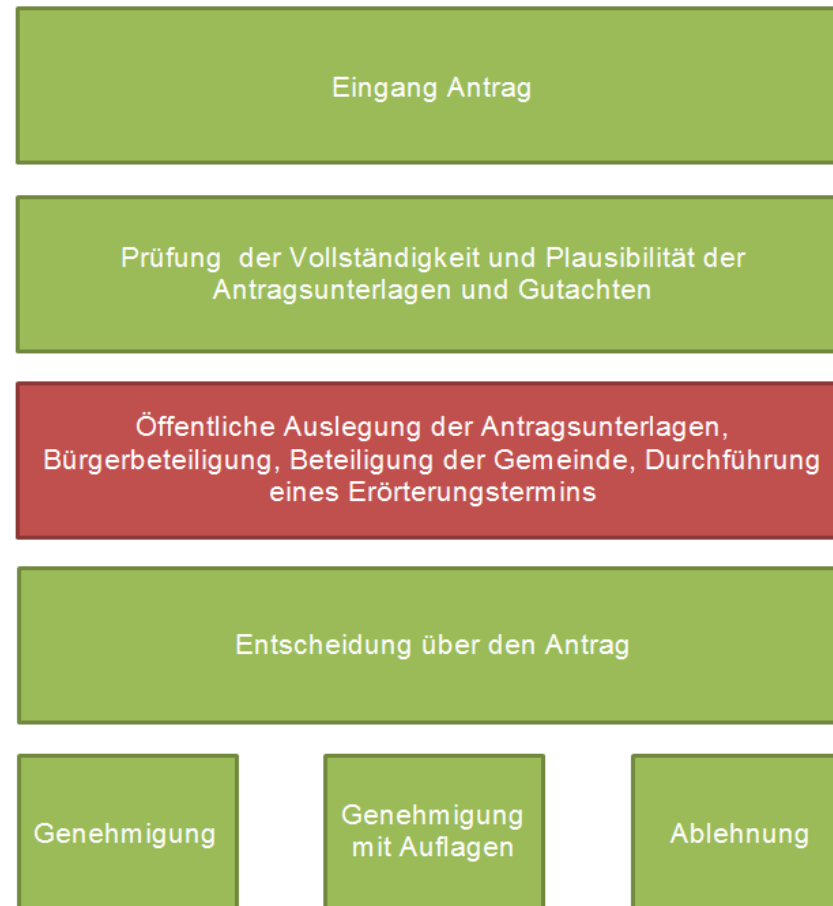 Eingang Antrag
Prüfung  der Vollständigkeit und Plausibilität der
Antragsunterlagen und Gutachten
Öffentliche Auslegung der Antragsunterlagen,
Bürgerbeteiligung, Beteiligung der Gemeinde, Durchführung
eines Erörterungstermins
Entscheidung über den Antrag
Genehmigung
Genehmigung
mit Auflagen
Ablehnung